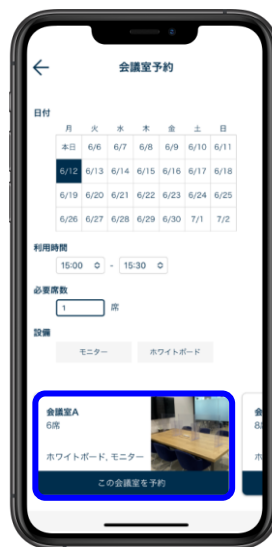 会議室予約
日付
月 火 水 木 金 土 日
本日 6/6 6/7 6/8 6/9 6/10 6/11
6/12 6/13 6/14 6/15 6/16 6/17 6/18
6/19 6/20 6/21 6/22 6/23 6/24 6/25
6/26 6/27 6/28 6/29 6/30 7/1 7/2
利用時間
15:00 - 15:30
必要席数
1 席
設備
モニター ホワイトボード
会議室A
6席
ホワイトボード, モニター
この会議室を予約
会
8
ホ